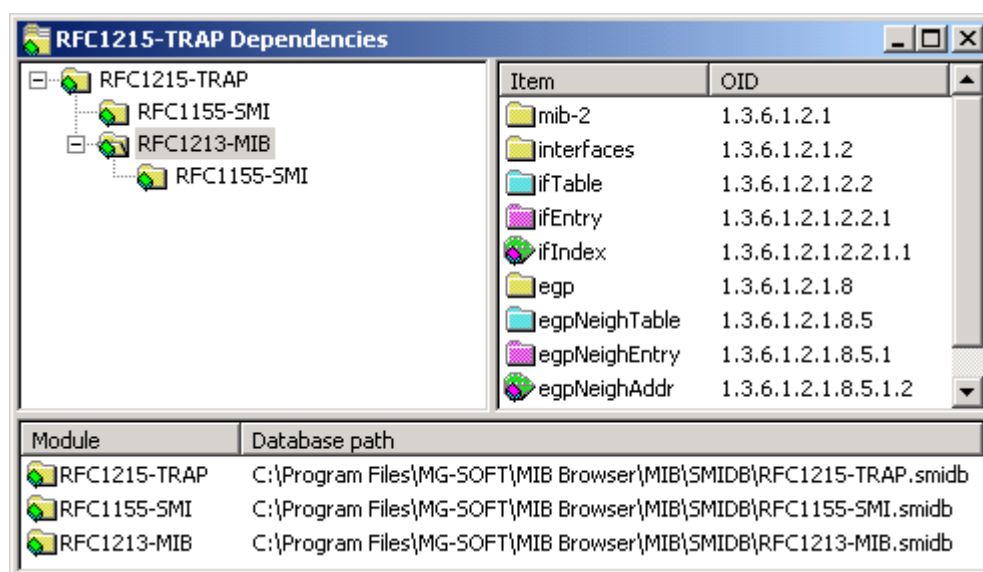 RFC1215-TRAP Dependencies
RFC1215-TRAP
RFC1155-SMI
RFC1213-MIB
RFC1155-SMI
Item OID
mib-2 1.3.6.1.2.1
interfaces 1.3.6.1.2.1.2
ifTable 1.3.6.1.2.1.2.2
ifEntry 1.3.6.1.2.1.2.2.1
ifIndex 1.3.6.1.2.1.2.2.1.1
egp 1.3.6.1.2.1.8
egpNeighTable 1.3.6.1.2.1.8.5
egpNeighEntry 1.3.6.1.2.1.8.5.1
egpNeighAddr 1.3.6.1.2.1.8.5.1.2
Module Database path
RFC1215-TRAP C:\Program Files\MG-SOFT\MIB Browser\MIB\SMIDB\RFC1215-TRAP.smidb
RFC1155-SMI C:\Program Files\MG-SOFT\MIB Browser\MIB\SMIDB\RFC1155-SMI.smidb
RFC1213-MIB C:\Program Files\MG-SOFT\MIB Browser\MIB\SMIDB\RFC1213-MIB.smidb